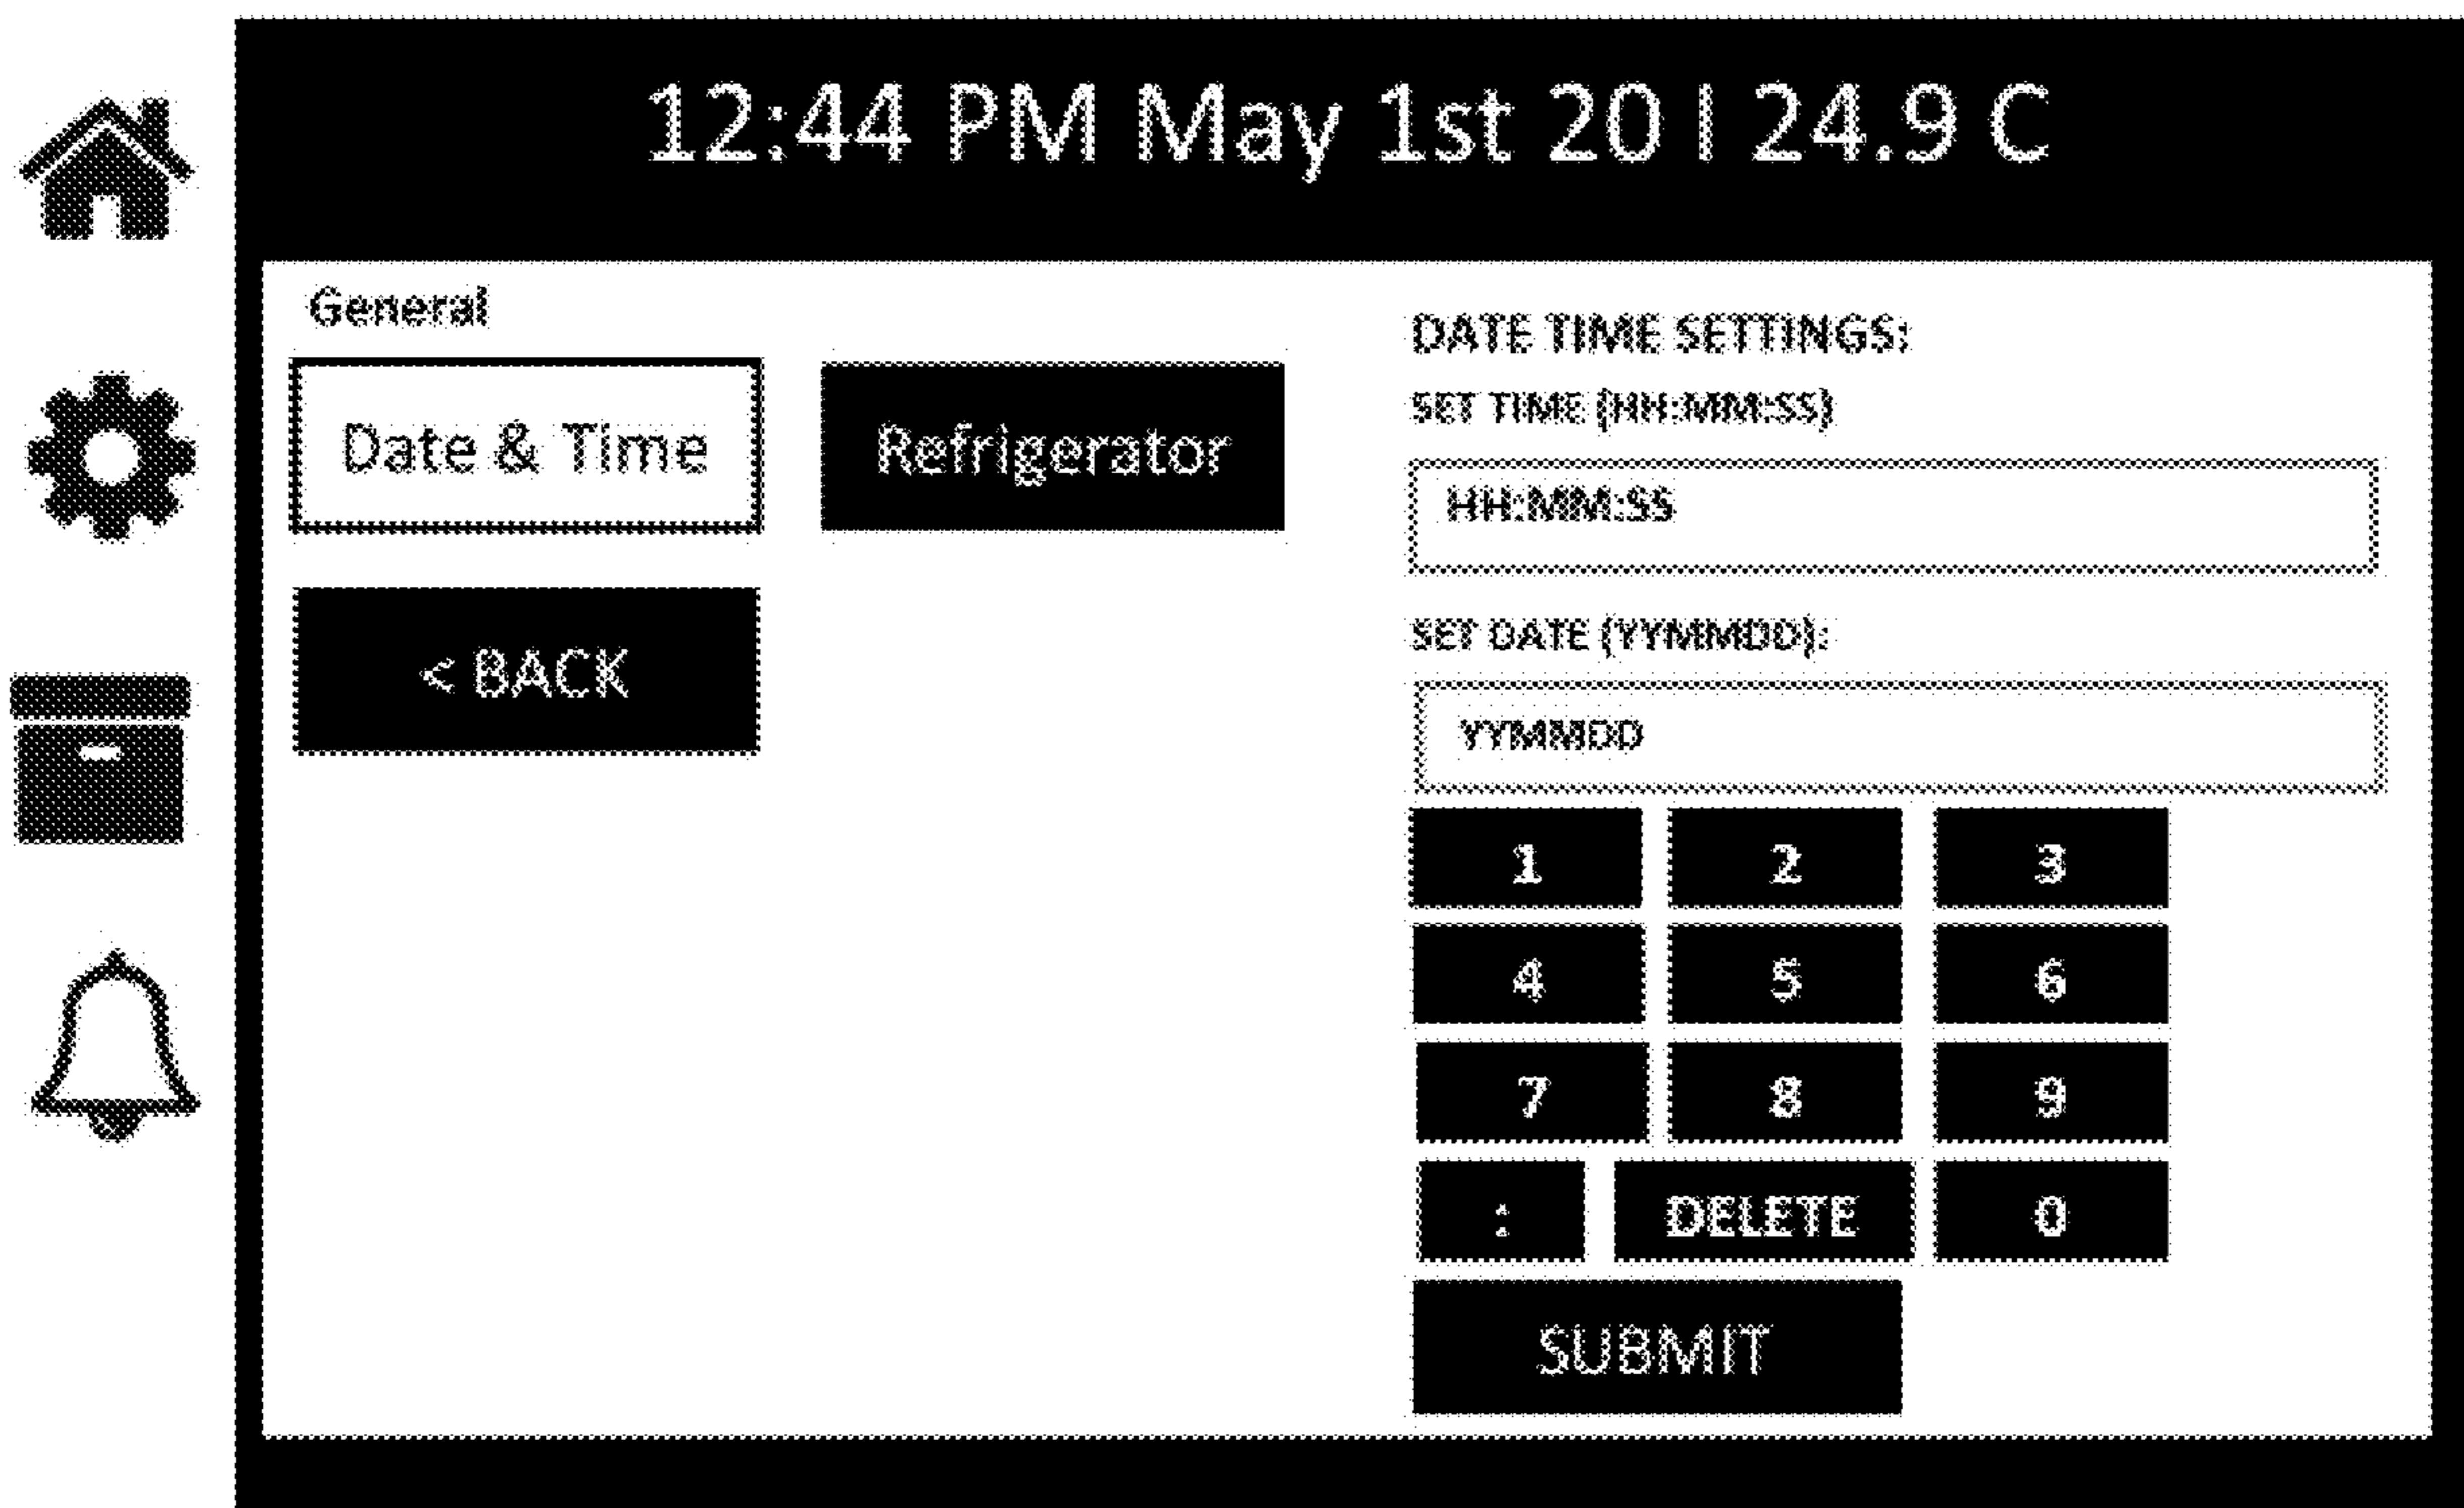 12:44 PM May 1st 20 I 24.9 C
General
Date & Time
Refrigerator
< BACK
DATE TIME SETTINGS:
SET TIME (HH:MM:SS)
HH:MM:SS
SET DATE (YYMMDD):
YYMMDD
1 2 3
4 5 6
7 8 9
: DELETE 0
SUBMIT